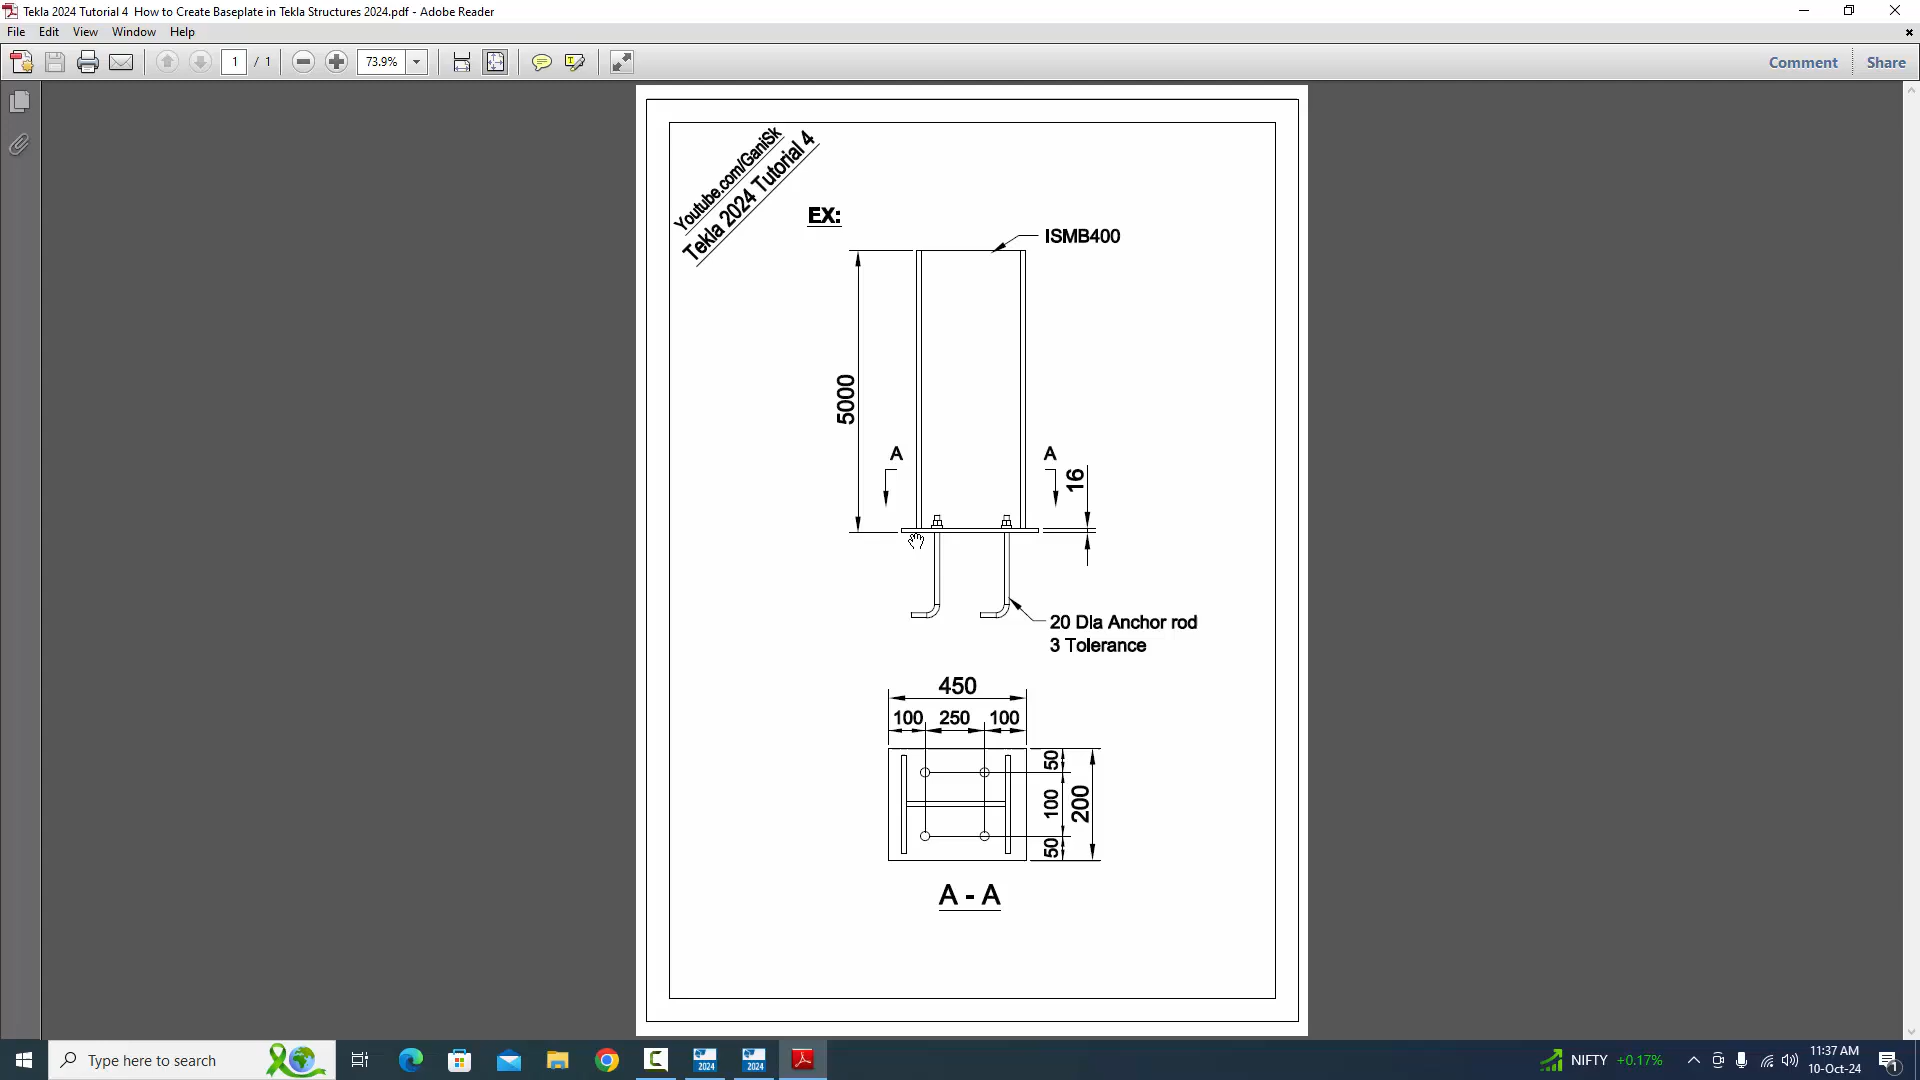 Tekla 2024 Tutorial 4  How to Create Baseplate in Tekla Structures 2024.pdf - Adobe Reader
File Edit View Window Help
1 / 1 73.9% Comment Share
Youtube.com/GaniSk
Tekla 2024 Tutorial 4
EX:
ISMB400
5000
A A
16
20 Dia Anchor rod
3 Tolerance
450
100 250 100
50
100
50
200
A - A
Type here to search
2024
2024
NIFTY +0.17%
11:37 AM
10-Oct-24
1